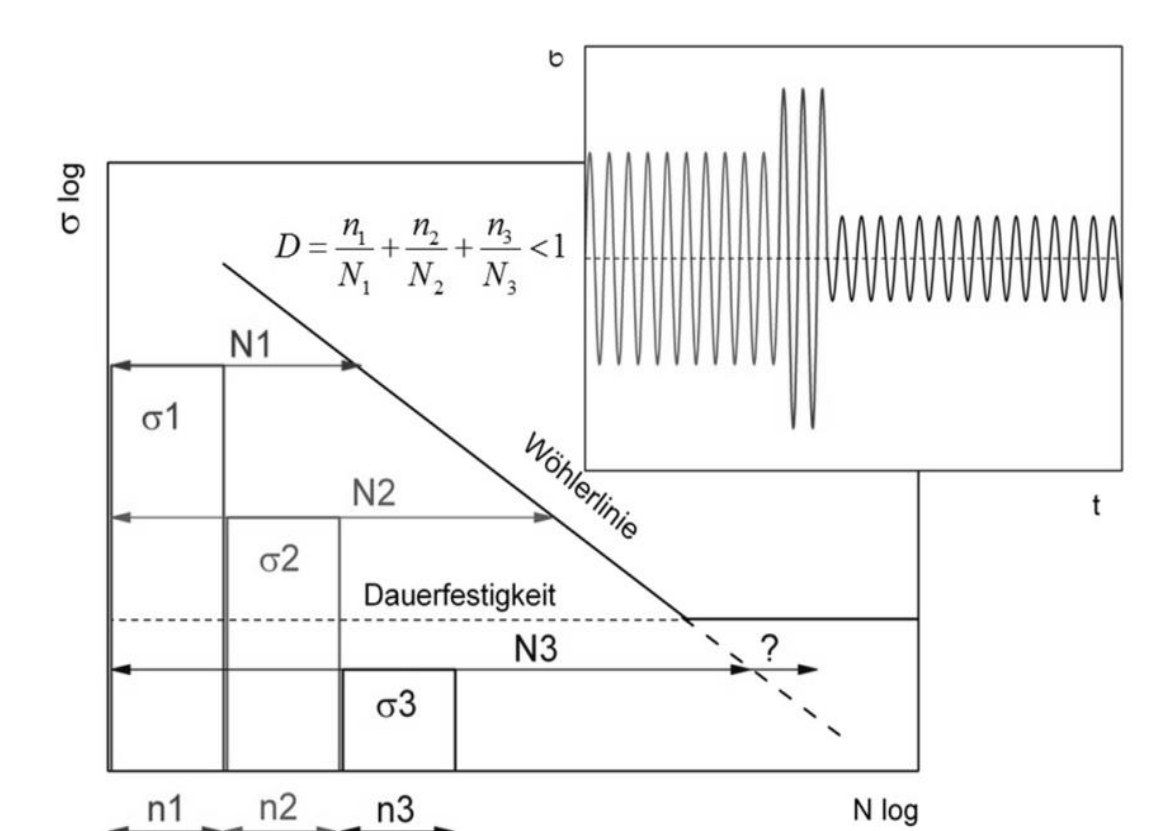 σ
σ log
D = n₁/N₁ + n₂/N₂ + n₃/N₃ < 1
N1
σ1
Wöhlerlinie
N2
t
σ2
Dauerfestigkeit
N3
?
σ3
n1
n2
n3
N log